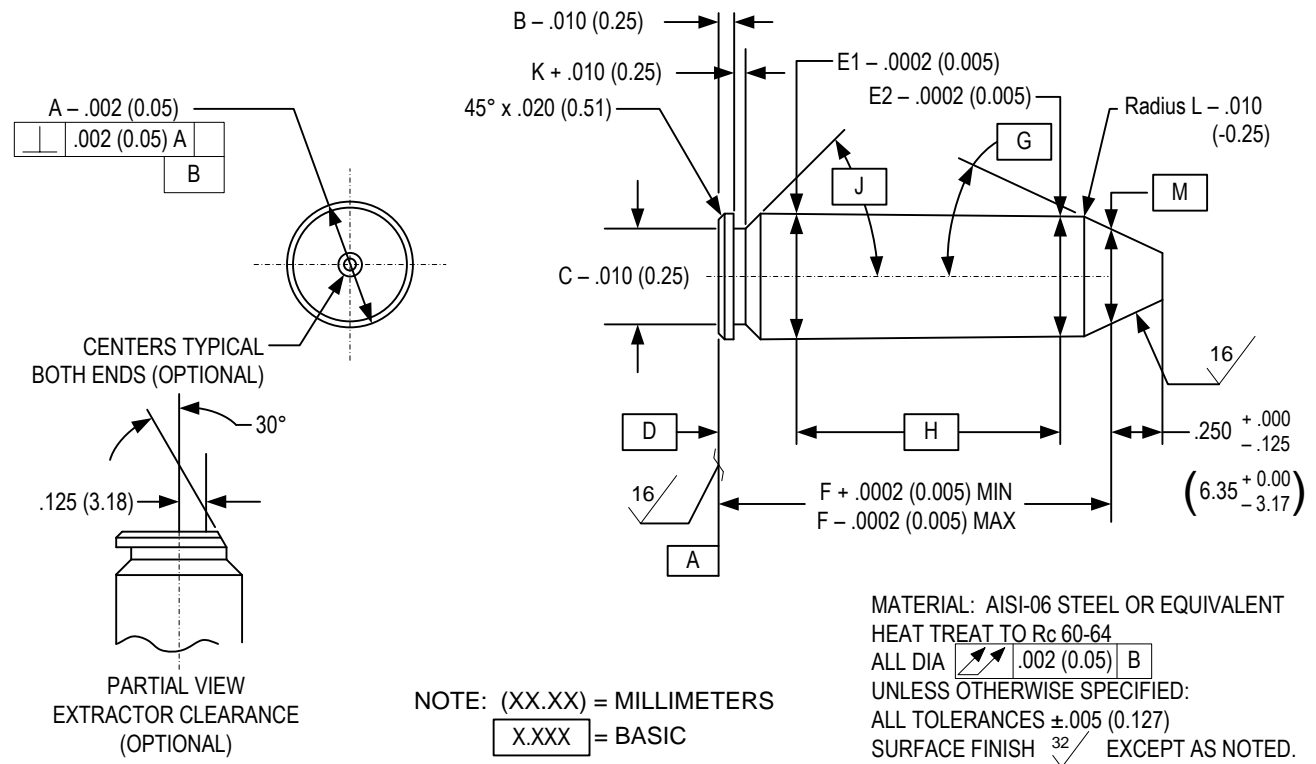 B – .010 (0.25)
K + .010 (0.25)
45° x .020 (0.51)
E1 – .0002 (0.005)
E2 – .0002 (0.005)
Radius L – .010
(-0.25)
G
J
M
A – .002 (0.05)
⊥ .002 (0.05) A
B
C – .010 (0.25)
CENTERS TYPICAL
BOTH ENDS (OPTIONAL)
16
30°
.125 (3.18)
D
H
.250 + .000
– .125
(6.35 + 0.00
– 3.17)
16
F + .0002 (0.005) MIN
F – .0002 (0.005) MAX
A
PARTIAL VIEW
EXTRACTOR CLEARANCE
(OPTIONAL)
NOTE: (XX.XX) = MILLIMETERS
X.XXX = BASIC
MATERIAL: AISI-06 STEEL OR EQUIVALENT
HEAT TREAT TO Rc 60-64
ALL DIA .002 (0.05) B
UNLESS OTHERWISE SPECIFIED:
ALL TOLERANCES ±.005 (0.127)
SURFACE FINISH 32 EXCEPT AS NOTED.